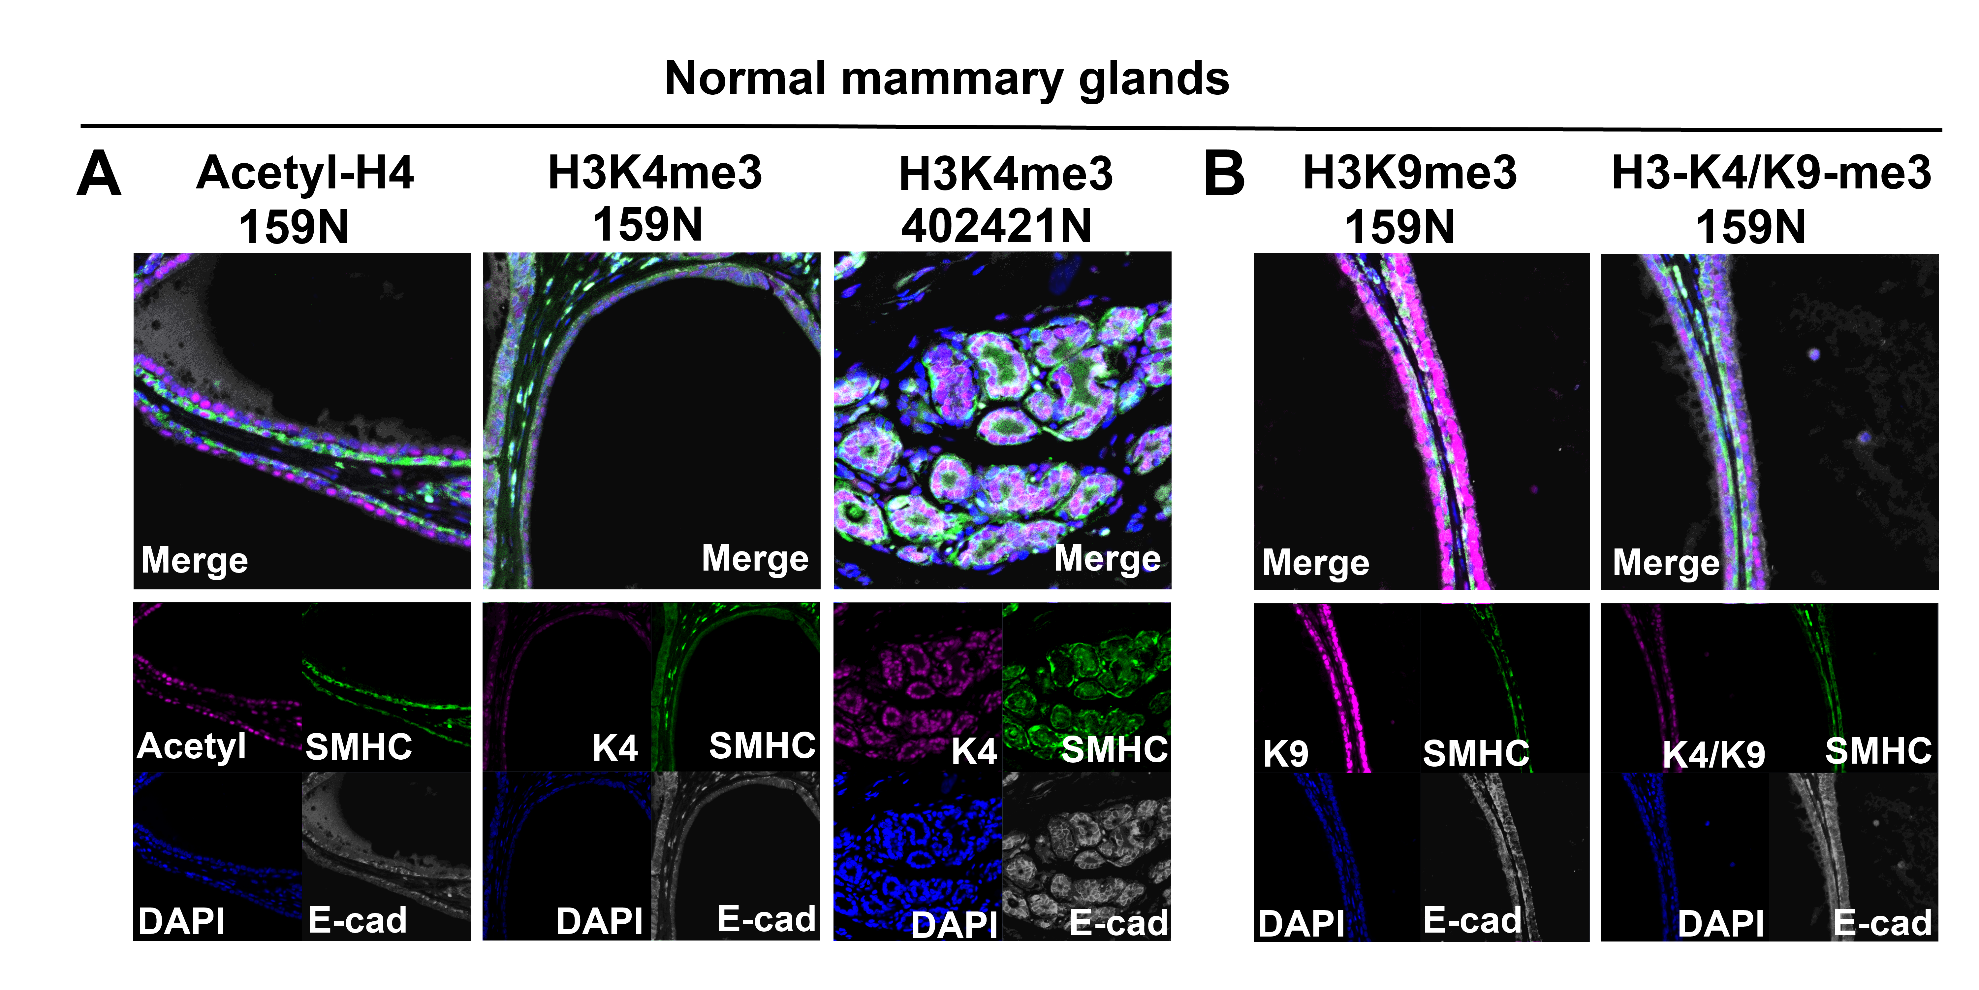 Normal mammary glands
A
Acetyl-H4
159N
H3K4me3
159N
H3K4me3
402421N
B
H3K9me3
159N
H3-K4/K9-me3
159N
Merge
Merge
Merge
Merge
Merge
Acetyl
SMHC
K4
SMHC
K4
SMHC
K9
SMHC
K4/K9
SMHC
DAPI
E-cad
DAPI
E-cad
DAPI
E-cad
DAPI
E-cad
DAPI
E-cad